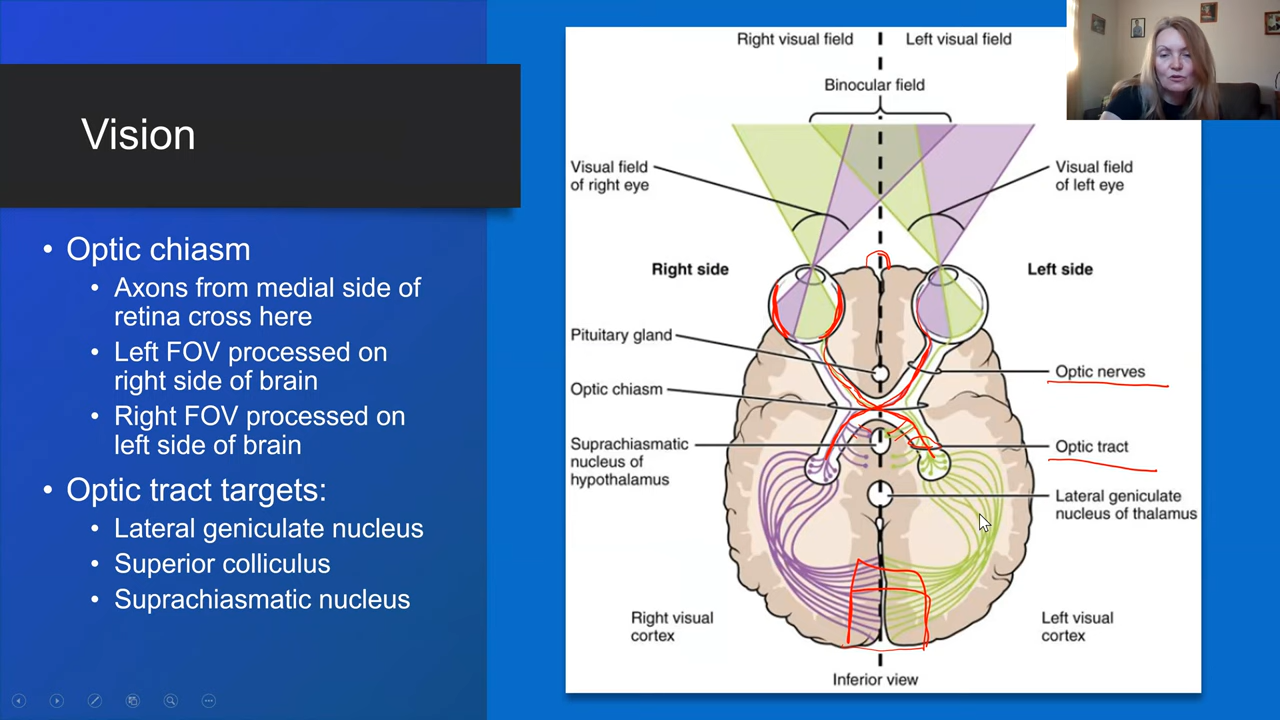 Vision
• Optic chiasm
• Axons from medial side of
retina cross here
• Left FOV processed on
right side of brain
• Right FOV processed on
left side of brain
• Optic tract targets:
• Lateral geniculate nucleus
• Superior colliculus
• Suprachiasmatic nucleus
Right visual field
Left visual field
Binocular field
Visual field
of right eye
Visual field
of left eye
Right side
Left side
Pituitary gland
Optic nerves
Optic chiasm
Suprachiasmatic
nucleus of
hypothalamus
Optic tract
Lateral geniculate
nucleus of thalamus
Right visual
cortex
Left visual
cortex
Inferior view